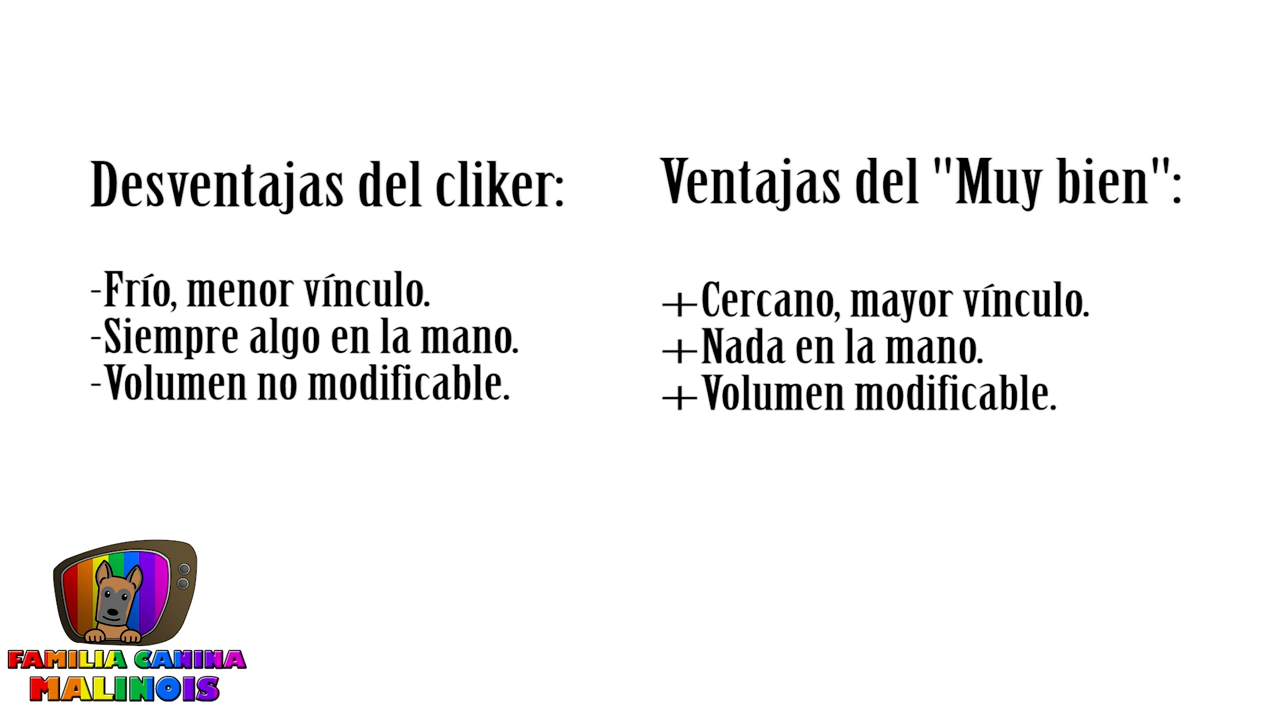 Desventajas del cliker:
-Frío, menor vínculo.
-Siempre algo en la mano.
-Volumen no modificable.
Ventajas del "Muy bien":
+Cercano, mayor vínculo.
+Nada en la mano.
+Volumen modificable.
FAMILIA CANINA
MALINOIS